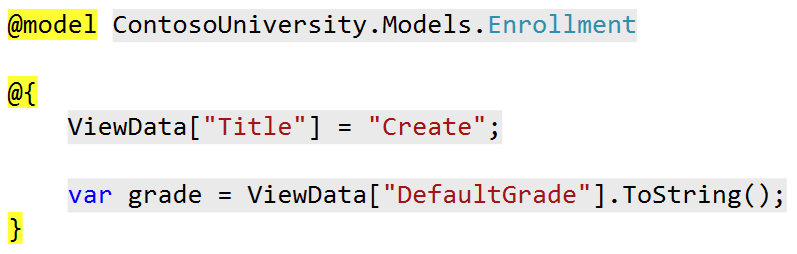 @model ContosoUniversity.Models.Enrollment
@{
ViewData["Title"] = "Create";
var grade = ViewData["DefaultGrade"].ToString();
}